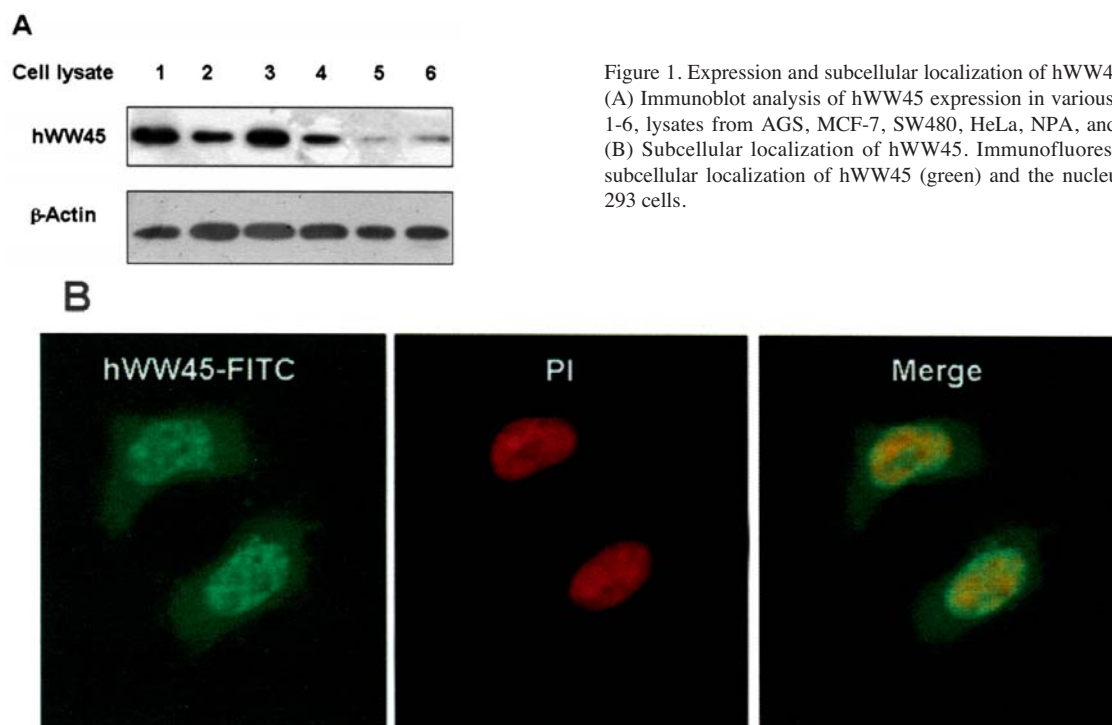 A
Cell lysate 1 2 3 4 5 6
hWW45
β-Actin
Figure 1. Expression and subcellular localization of hWW4
(A) Immunoblot analysis of hWW45 expression in various
1-6, lysates from AGS, MCF-7, SW480, HeLa, NPA, and
(B) Subcellular localization of hWW45. Immunofluores
subcellular localization of hWW45 (green) and the nucleu
293 cells.
B
hWW45-FITC PI Merge